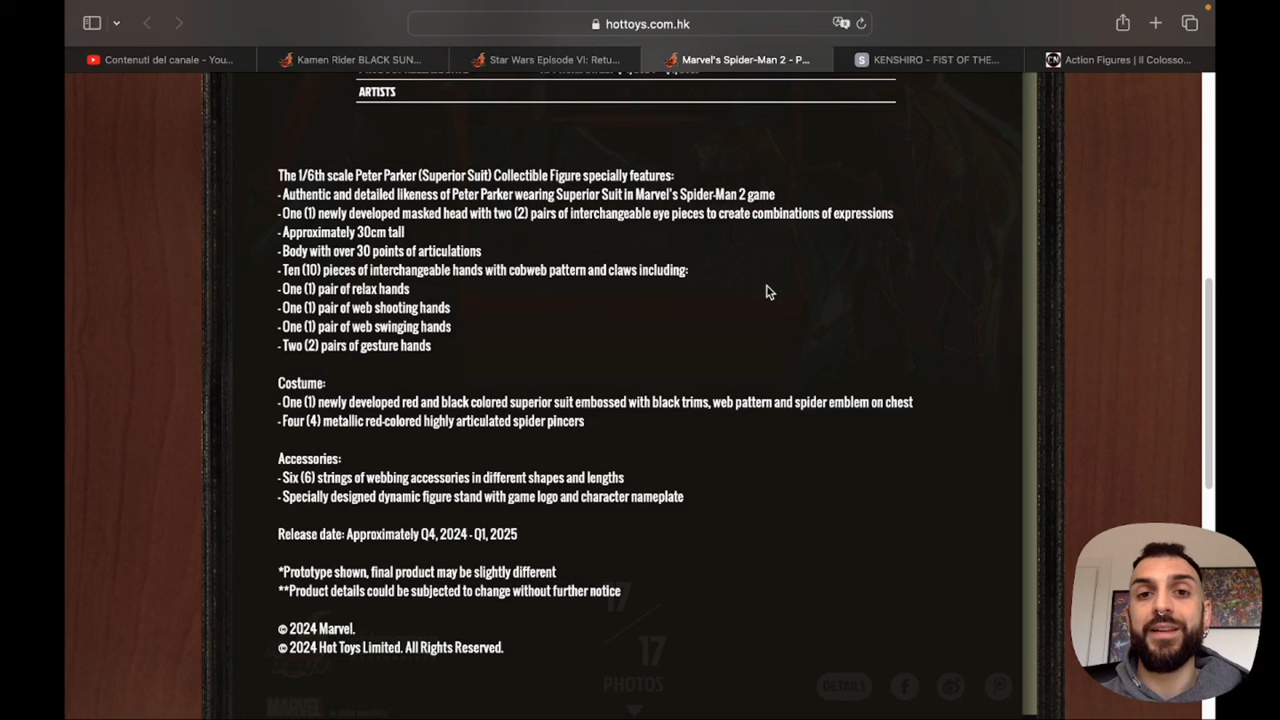 hottoys.com.hk
Contenuti del canale - You...
Kamen Rider BLACK SUN...
Star Wars Episode VI: Retu...
Marvel's Spider-Man 2 - P...
KENSHIRO - FIST OF THE...
Action Figures | Il Colosso...
ARTISTS
The 1/6th scale Peter Parker (Superior Suit) Collectible Figure specially features:
- Authentic and detailed likeness of Peter Parker wearing Superior Suit in Marvel's Spider-Man 2 game
- One (1) newly developed masked head with two (2) pairs of interchangeable eye pieces to create combinations of expressions
- Approximately 30cm tall
- Body with over 30 points of articulations
- Ten (10) pieces of interchangeable hands with cobweb pattern and claws including:
- One (1) pair of relax hands
- One (1) pair of web shooting hands
- One (1) pair of web swinging hands
- Two (2) pairs of gesture hands
Costume:
- One (1) newly developed red and black colored superior suit embossed with black trims, web pattern and spider emblem on chest
- Four (4) metallic red-colored highly articulated spider pincers
Accessories:
- Six (6) strings of webbing accessories in different shapes and lengths
- Specially designed dynamic figure stand with game logo and character nameplate
Release date: Approximately Q4, 2024 - Q1, 2025
*Prototype shown, final product may be slightly different
**Product details could be subjected to change without further notice
© 2024 Marvel.
© 2024 Hot Toys Limited. All Rights Reserved.
17
17
PHOTOS
DETAILS
MARVEL